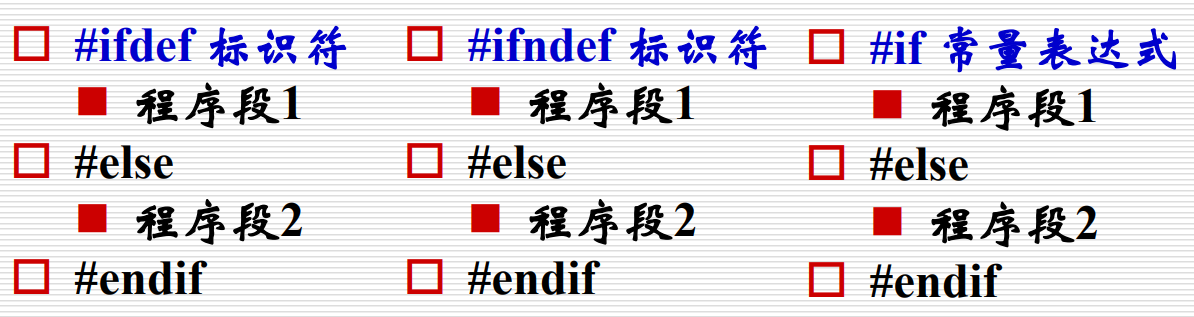 #ifdef 标识符
程序段1
#else
程序段2
#endif
#ifndef 标识符
程序段1
#else
程序段2
#endif
#if 常量表达式
程序段1
#else
程序段2
#endif